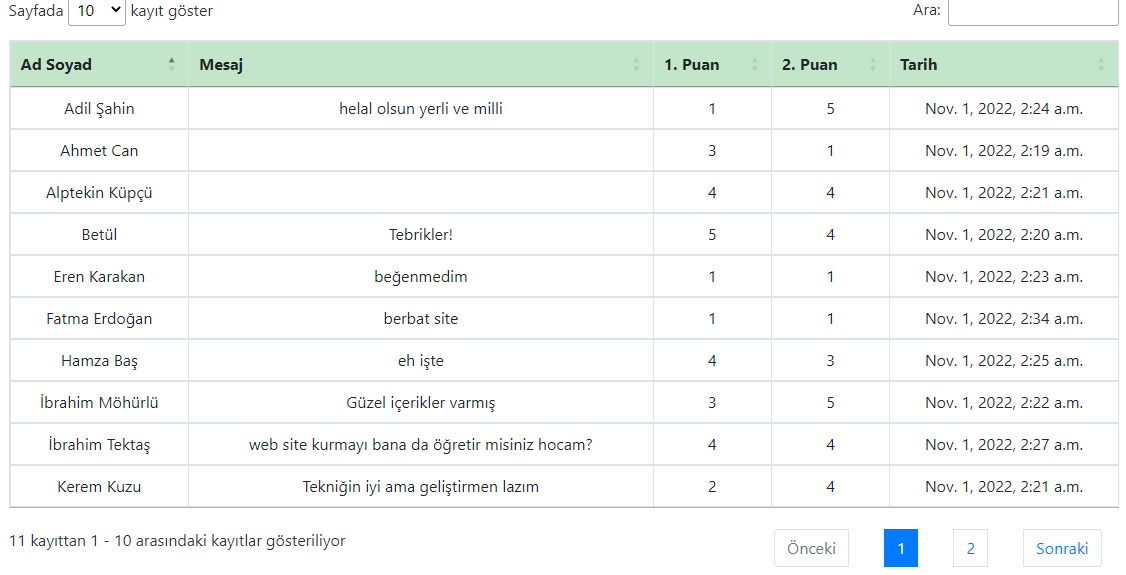 Sayfada 10 kayıt göster Ara:
Ad Soyad Mesaj 1. Puan 2. Puan Tarih
Adil Şahin helal olsun yerli ve milli 1 5 Nov. 1, 2022, 2:24 a.m.
Ahmet Can 3 1 Nov. 1, 2022, 2:19 a.m.
Alptekin Küpçü 4 4 Nov. 1, 2022, 2:21 a.m.
Betül Tebrikler! 5 4 Nov. 1, 2022, 2:20 a.m.
Eren Karakan beğenmedim 1 1 Nov. 1, 2022, 2:23 a.m.
Fatma Erdoğan berbat site 1 1 Nov. 1, 2022, 2:34 a.m.
Hamza Baş eh işte 4 3 Nov. 1, 2022, 2:25 a.m.
İbrahim Möhürlü Güzel içerikler varmış 3 5 Nov. 1, 2022, 2:22 a.m.
İbrahim Tektaş web site kurmayı bana da öğretir misiniz hocam? 4 4 Nov. 1, 2022, 2:27 a.m.
Kerem Kuzu Tekniğin iyi ama geliştirmen lazım 2 4 Nov. 1, 2022, 2:21 a.m.
11 kayıttan 1 - 10 arasındaki kayıtlar gösteriliyor Önceki 1 2 Sonraki